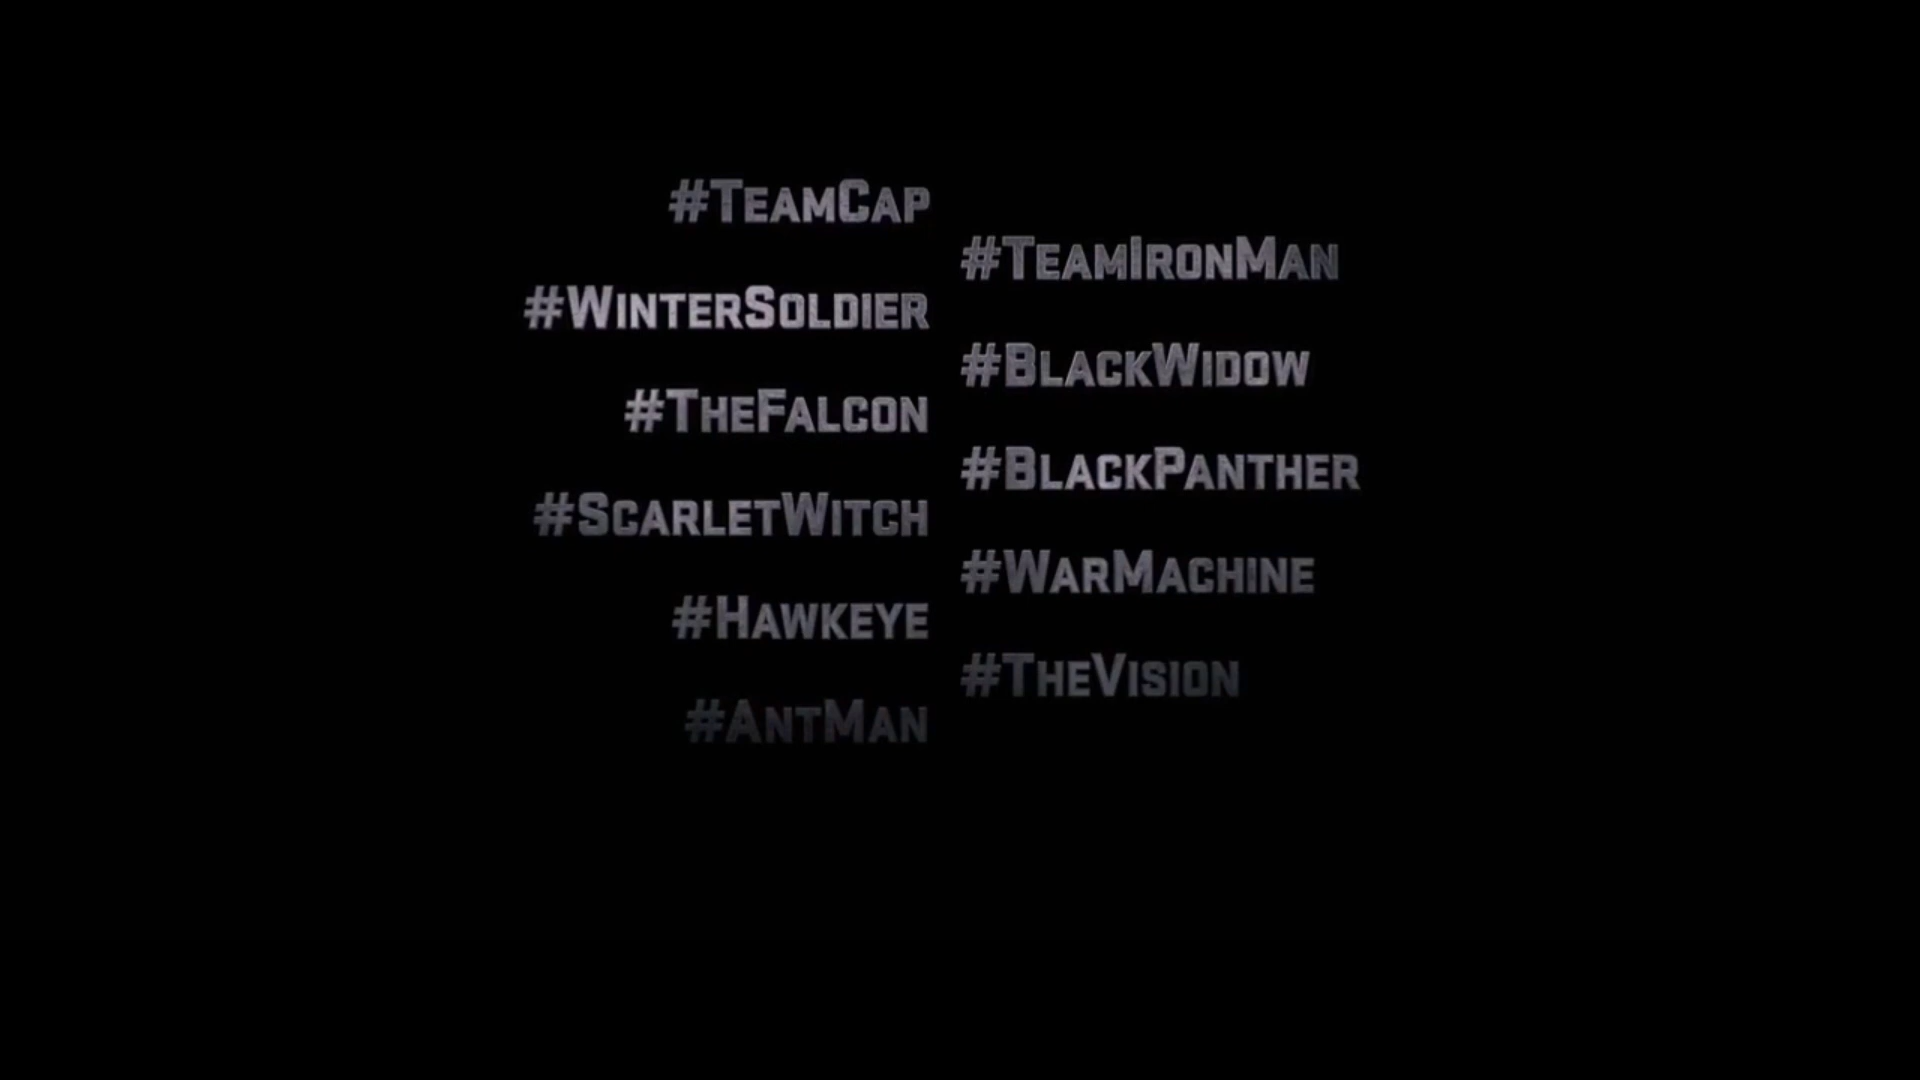 #TEAMCAP
#TEAMIRONMAN
#WINTERSOLDIER
#BLACKWIDOW
#THEFALCON
#BLACKPANTHER
#SCARLETWITCH
#WARMACHINE
#HAWKEYE
#THEVISION
#ANTMAN